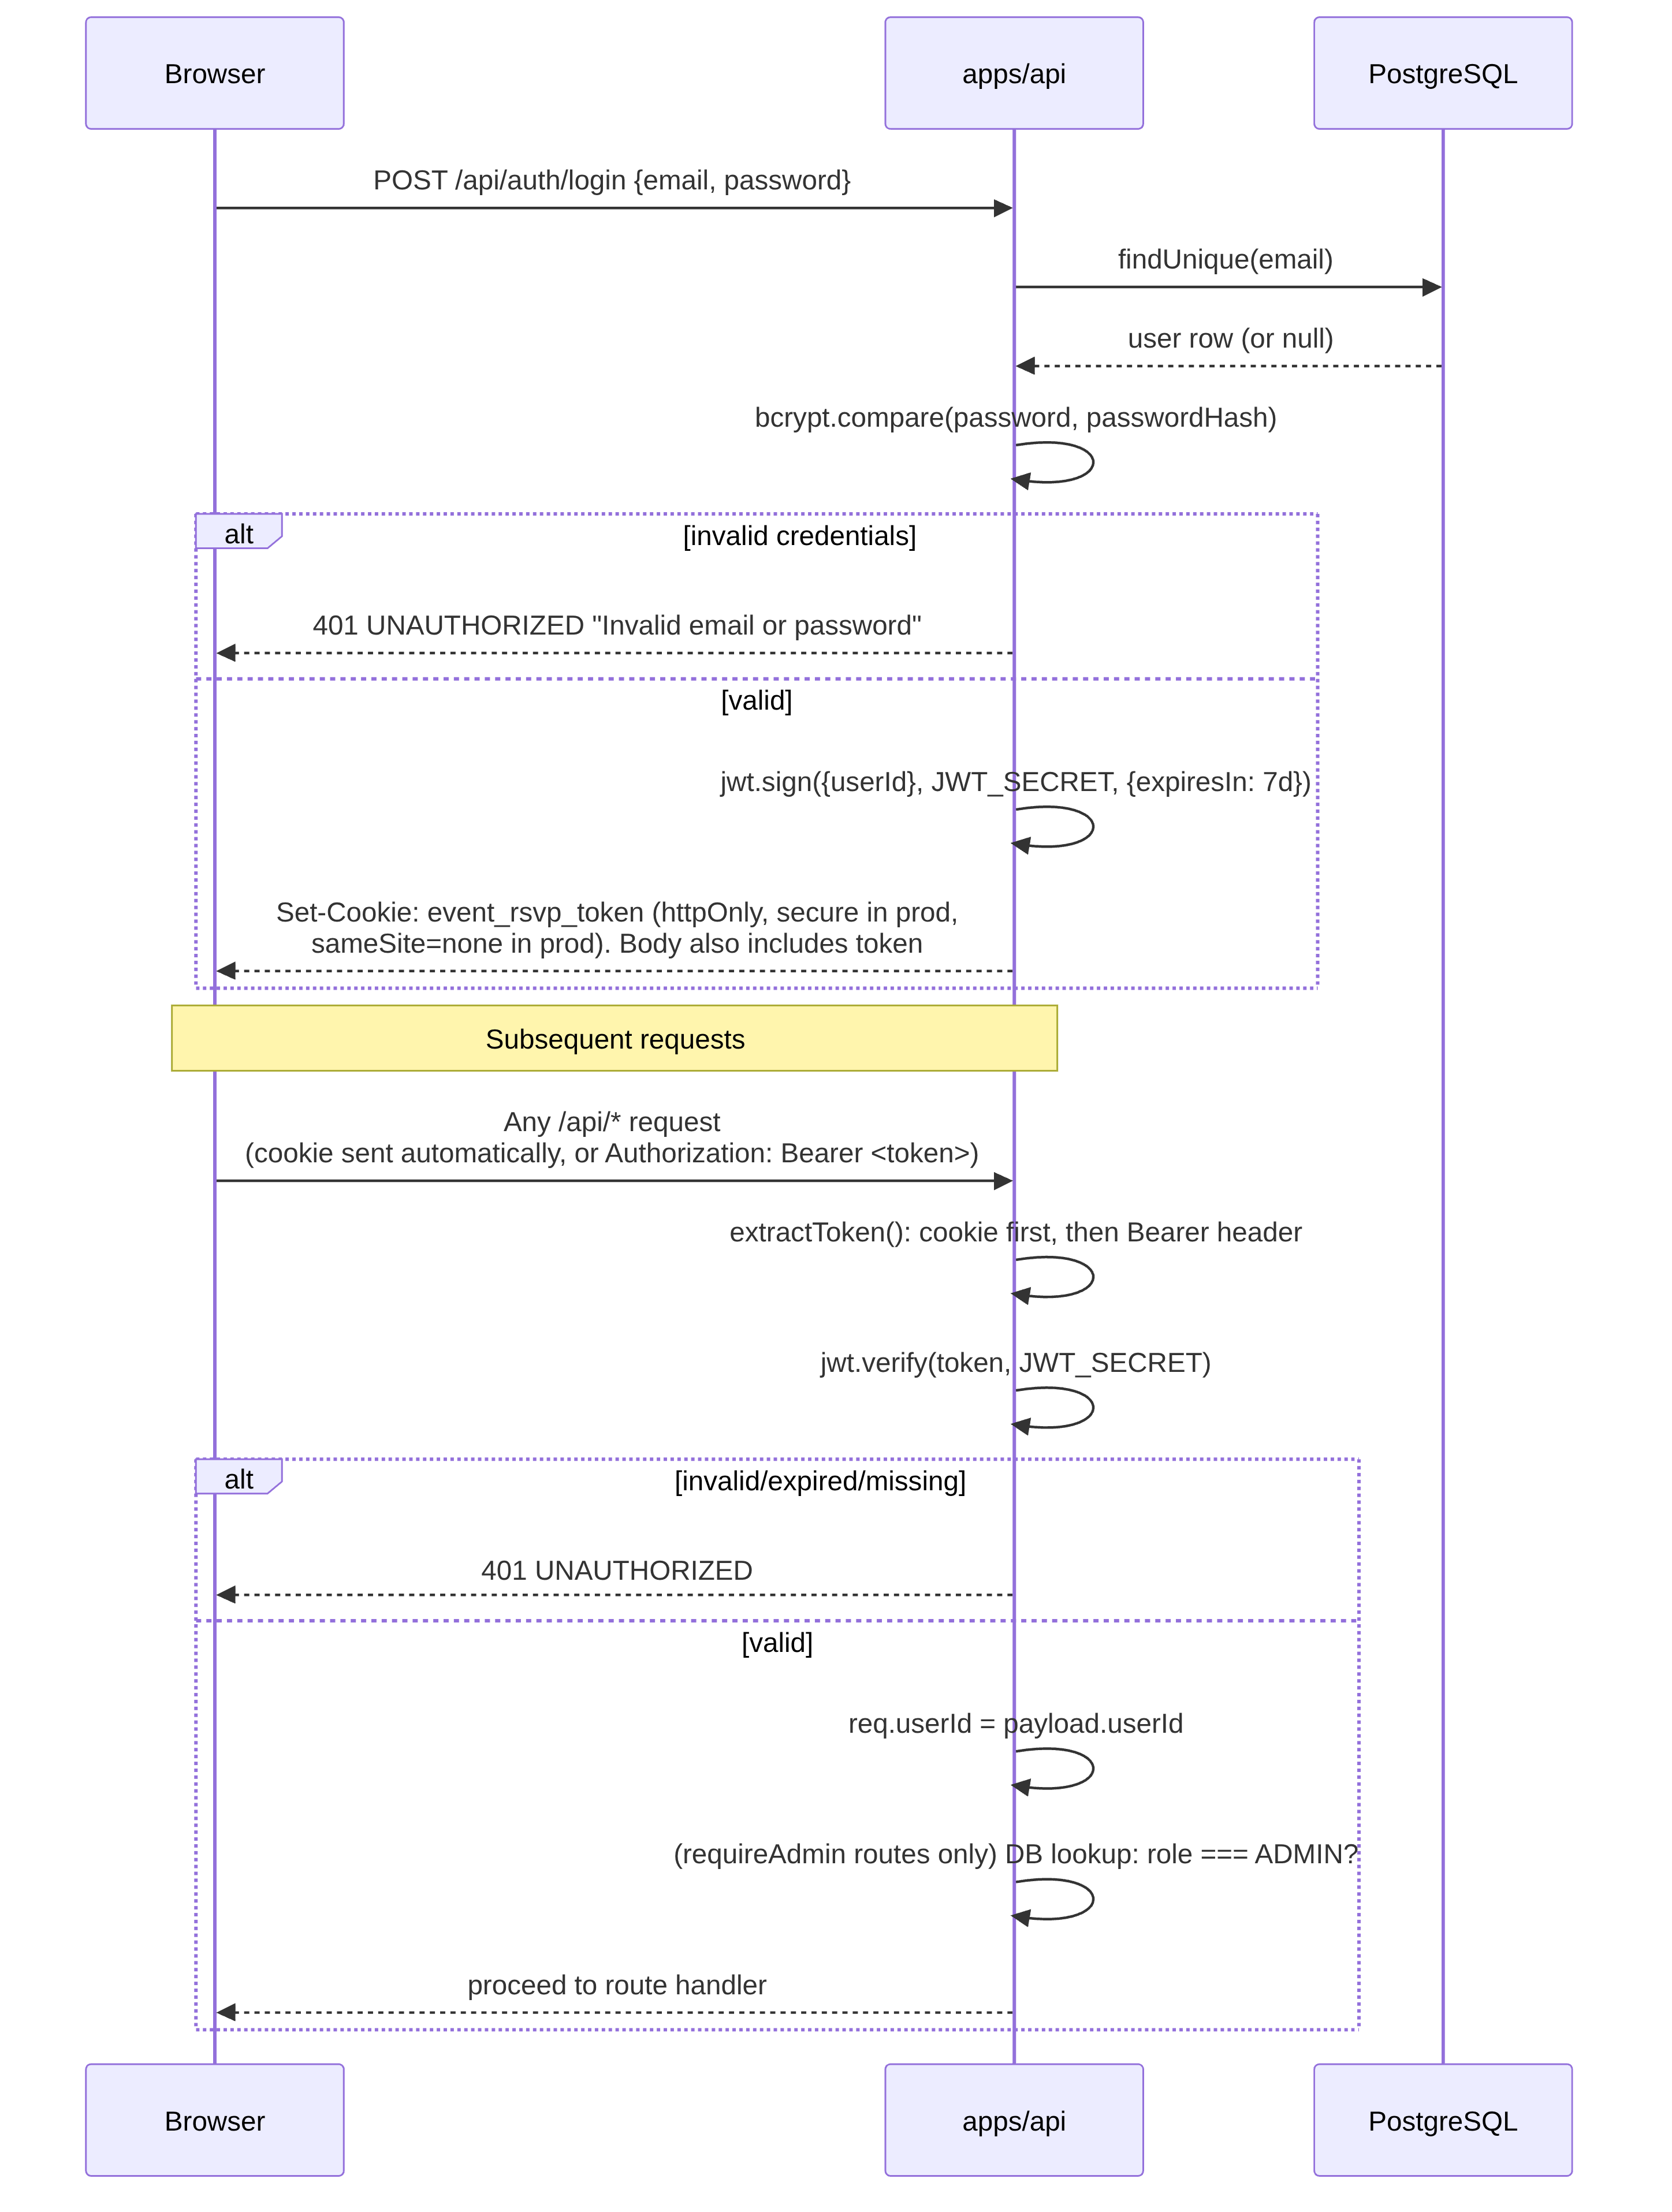 Browser
apps/api
PostgreSQL
POST /api/auth/login {email, password}
findUnique(email)
user row (or null)
bcrypt.compare(password, passwordHash)
alt
[invalid credentials]
401 UNAUTHORIZED "Invalid email or password"
[valid]
jwt.sign({userId}, JWT_SECRET, {expiresIn: 7d})
Set-Cookie: event_rsvp_token (httpOnly, secure in prod,
sameSite=none in prod). Body also includes token
Subsequent requests
Any /api/* request
(cookie sent automatically, or Authorization: Bearer <token>)
extractToken(): cookie first, then Bearer header
jwt.verify(token, JWT_SECRET)
alt
[invalid/expired/missing]
401 UNAUTHORIZED
[valid]
req.userId = payload.userId
(requireAdmin routes only) DB lookup: role === ADMIN?
proceed to route handler
Browser
apps/api
PostgreSQL